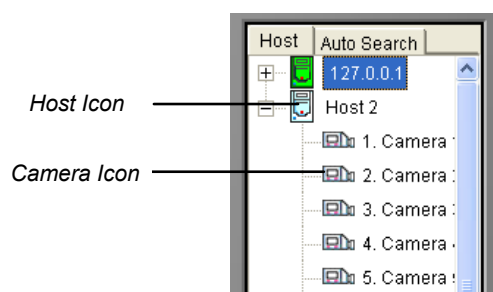 Host Auto Search
127.0.0.1
Host Icon Host 2
1. Camera
Camera Icon 2. Camera
3. Camera
4. Camera
5. Camera